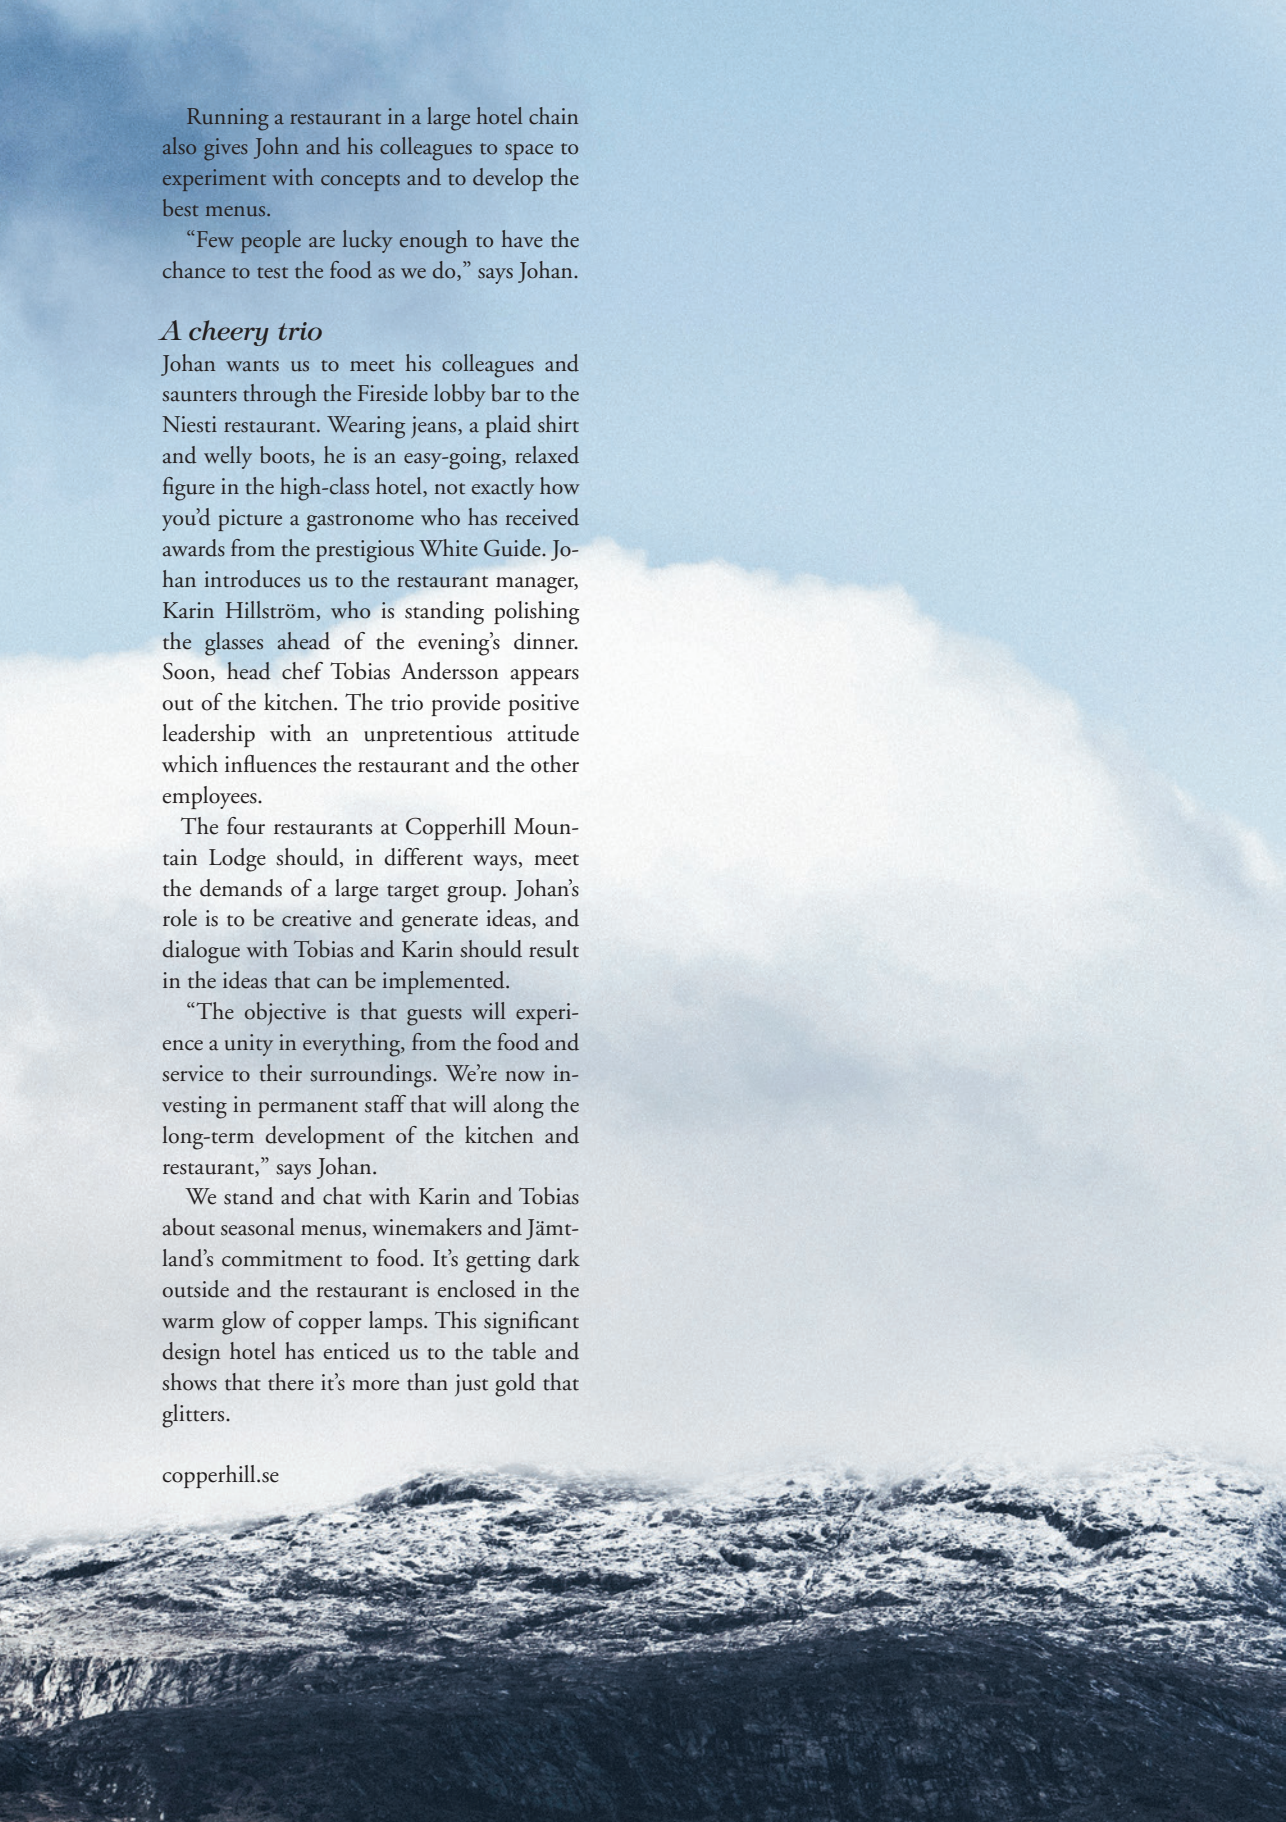 Running a restaurant in a large hotel chain
also gives John and his colleagues to space to
experiment with concepts and to develop the
best menus.
“Few people are lucky enough to have the
chance to test the food as we do,” says Johan.
A cheery trio
Johan wants us to meet his colleagues and
saunters through the Fireside lobby bar to the
Niesti restaurant. Wearing jeans, a plaid shirt
and welly boots, he is an easy-going, relaxed
figure in the high-class hotel, not exactly how
you’d picture a gastronome who has received
awards from the prestigious White Guide. Jo-
han introduces us to the restaurant manager,
Karin Hillström, who is standing polishing
the glasses ahead of the evening’s dinner.
Soon, head chef Tobias Andersson appears
out of the kitchen. The trio provide positive
leadership with an unpretentious attitude
which influences the restaurant and the other
employees.
The four restaurants at Copperhill Moun-
tain Lodge should, in different ways, meet
the demands of a large target group. Johan’s
role is to be creative and generate ideas, and
dialogue with Tobias and Karin should result
in the ideas that can be implemented.
“The objective is that guests will experi-
ence a unity in everything, from the food and
service to their surroundings. We’re now in-
vesting in permanent staff that will along the
long-term development of the kitchen and
restaurant,” says Johan.
We stand and chat with Karin and Tobias
about seasonal menus, winemakers and Jämt-
land’s commitment to food. It’s getting dark
outside and the restaurant is enclosed in the
warm glow of copper lamps. This significant
design hotel has enticed us to the table and
shows that there it’s more than just gold that
glitters.
copperhill.se